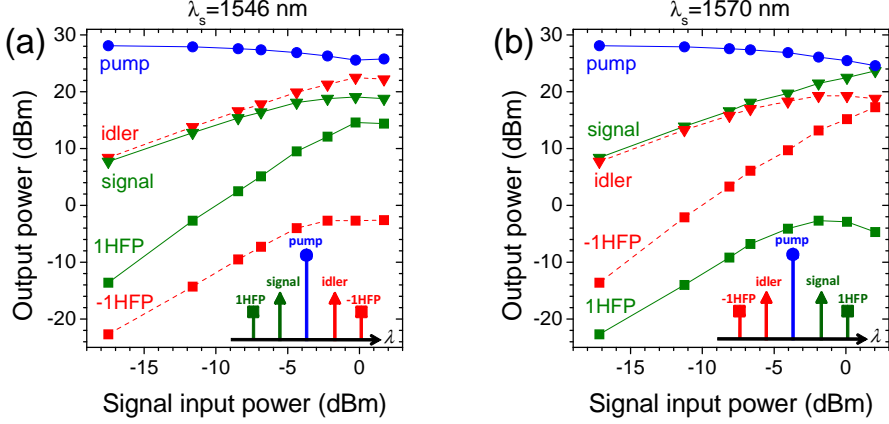 (a)
λs=1546 nm
30
20
10
0
-10
-20
Output power (dBm)
pump
idler
signal
1HFP
-1HFP
pump
signal
idler
1HFP
-1HFP
λ
-15
-10
-5
0
Signal input power (dBm)
(b)
λs=1570 nm
30
20
10
0
-10
-20
Output power (dBm)
pump
signal
idler
-1HFP
1HFP
pump
idler
signal
-1HFP
1HFP
λ
-15
-10
-5
0
Signal input power (dBm)